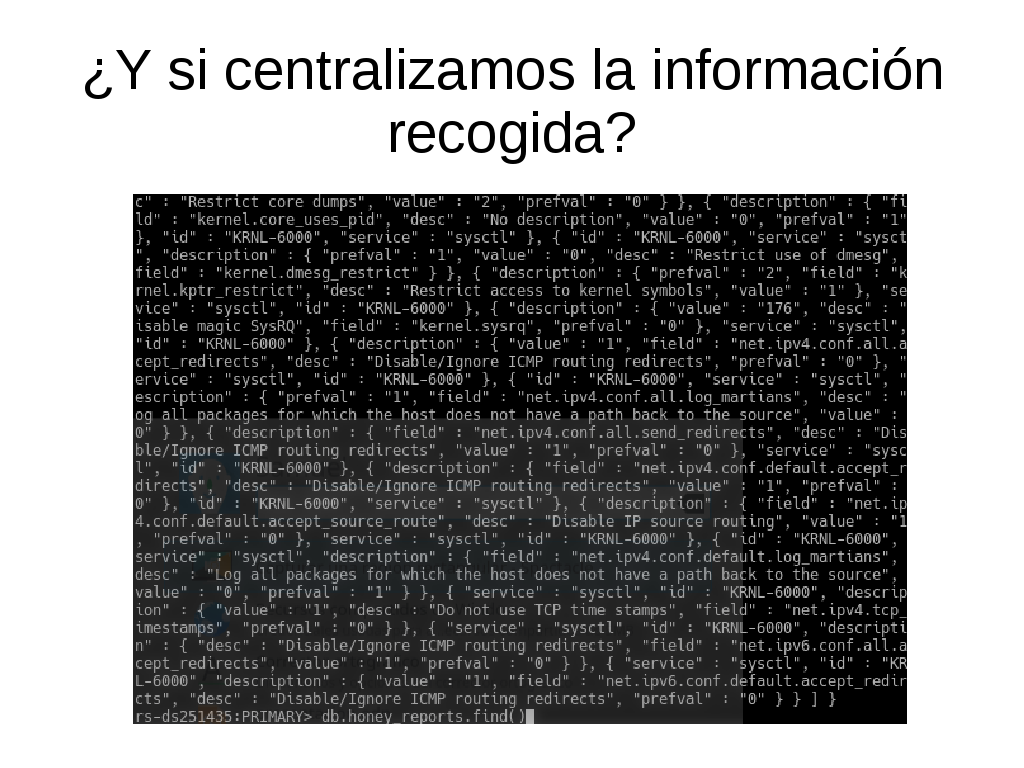 ¿Y si centralizamos la información
recogida?
c" : "Restrict core dumps", "value" : "2", "prefval" : "0" } }, { "description" : { "fi
ld" : "kernel.core_uses_pid", "desc" : "No description", "value" : "0", "prefval" : "1"
}, "id" : "KRNL-6000", "service" : "sysctl" }, { "id" : "KRNL-6000", "service" : "sysct
", "description" : { "prefval" : "1", "value" : "0", "desc" : "Restrict use of dmesg",
field" : "kernel.dmesg_restrict" } }, { "description" : { "prefval" : "2", "field" : "k
rnel.kptr_restrict", "desc" : "Restrict access to kernel symbols", "value" : "1" }, "se
vice" : "sysctl", "id" : "KRNL-6000" }, { "description" : { "value" : "176", "desc" : "
isable magic SysRQ", "field" : "kernel.sysrq", "prefval" : "0" }, "service" : "sysctl",
"id" : "KRNL-6000" }, { "description" : { "value" : "1", "field" : "net.ipv4.conf.all.a
cept_redirects", "desc" : "Disable/Ignore ICMP routing redirects", "prefval" : "0" }, "
ervice" : "sysctl", "id" : "KRNL-6000" }, { "id" : "KRNL-6000", "service" : "sysctl", "
escription" : { "prefval" : "1", "field" : "net.ipv4.conf.all.log_martians", "desc" : "
og all packages for which the host does not have a path back to the source", "value" :
0" } }, { "description" : { "field" : "net.ipv4.conf.all.send_redirects", "desc" : "Dis
ble/Ignore ICMP routing redirects", "value" : "1", "prefval" : "0" }, "service" : "sysc
l", "id" : "KRNL-6000" }, { "description" : { "field" : "net.ipv4.conf.default.accept_r
directs", "desc" : "Disable/Ignore ICMP routing redirects", "value" : "1", "prefval" :
0" }, "id" : "KRNL-6000", "service" : "sysctl" }, { "description" : { "field" : "net.ip
4.conf.default.accept_source_route", "desc" : "Disable IP source routing", "value" : "1
, "prefval" : "0" }, "service" : "sysctl", "id" : "KRNL-6000" }, { "id" : "KRNL-6000",
service" : "sysctl", "description" : { "field" : "net.ipv4.conf.default.log_martians",
desc" : "Log all packages for which the host does not have a path back to the source",
value" : "0", "prefval" : "1" } }, { "service" : "sysctl", "id" : "KRNL-6000", "descrip
ion" : { "value" : "1", "desc" : "Do not use TCP time stamps", "field" : "net.ipv4.tcp_
imestamps", "prefval" : "0" } }, { "service" : "sysctl", "id" : "KRNL-6000", "descripti
n" : { "desc" : "Disable/Ignore ICMP routing redirects", "field" : "net.ipv6.conf.all.a
cept_redirects", "value" : "1", "prefval" : "0" } }, { "service" : "sysctl", "id" : "KR
L-6000", "description" : { "value" : "1", "field" : "net.ipv6.conf.default.accept_redir
cts", "desc" : "Disable/Ignore ICMP routing redirects", "prefval" : "0" } } ] }
rs-ds251435:PRIMARY> db.honey_reports.find()